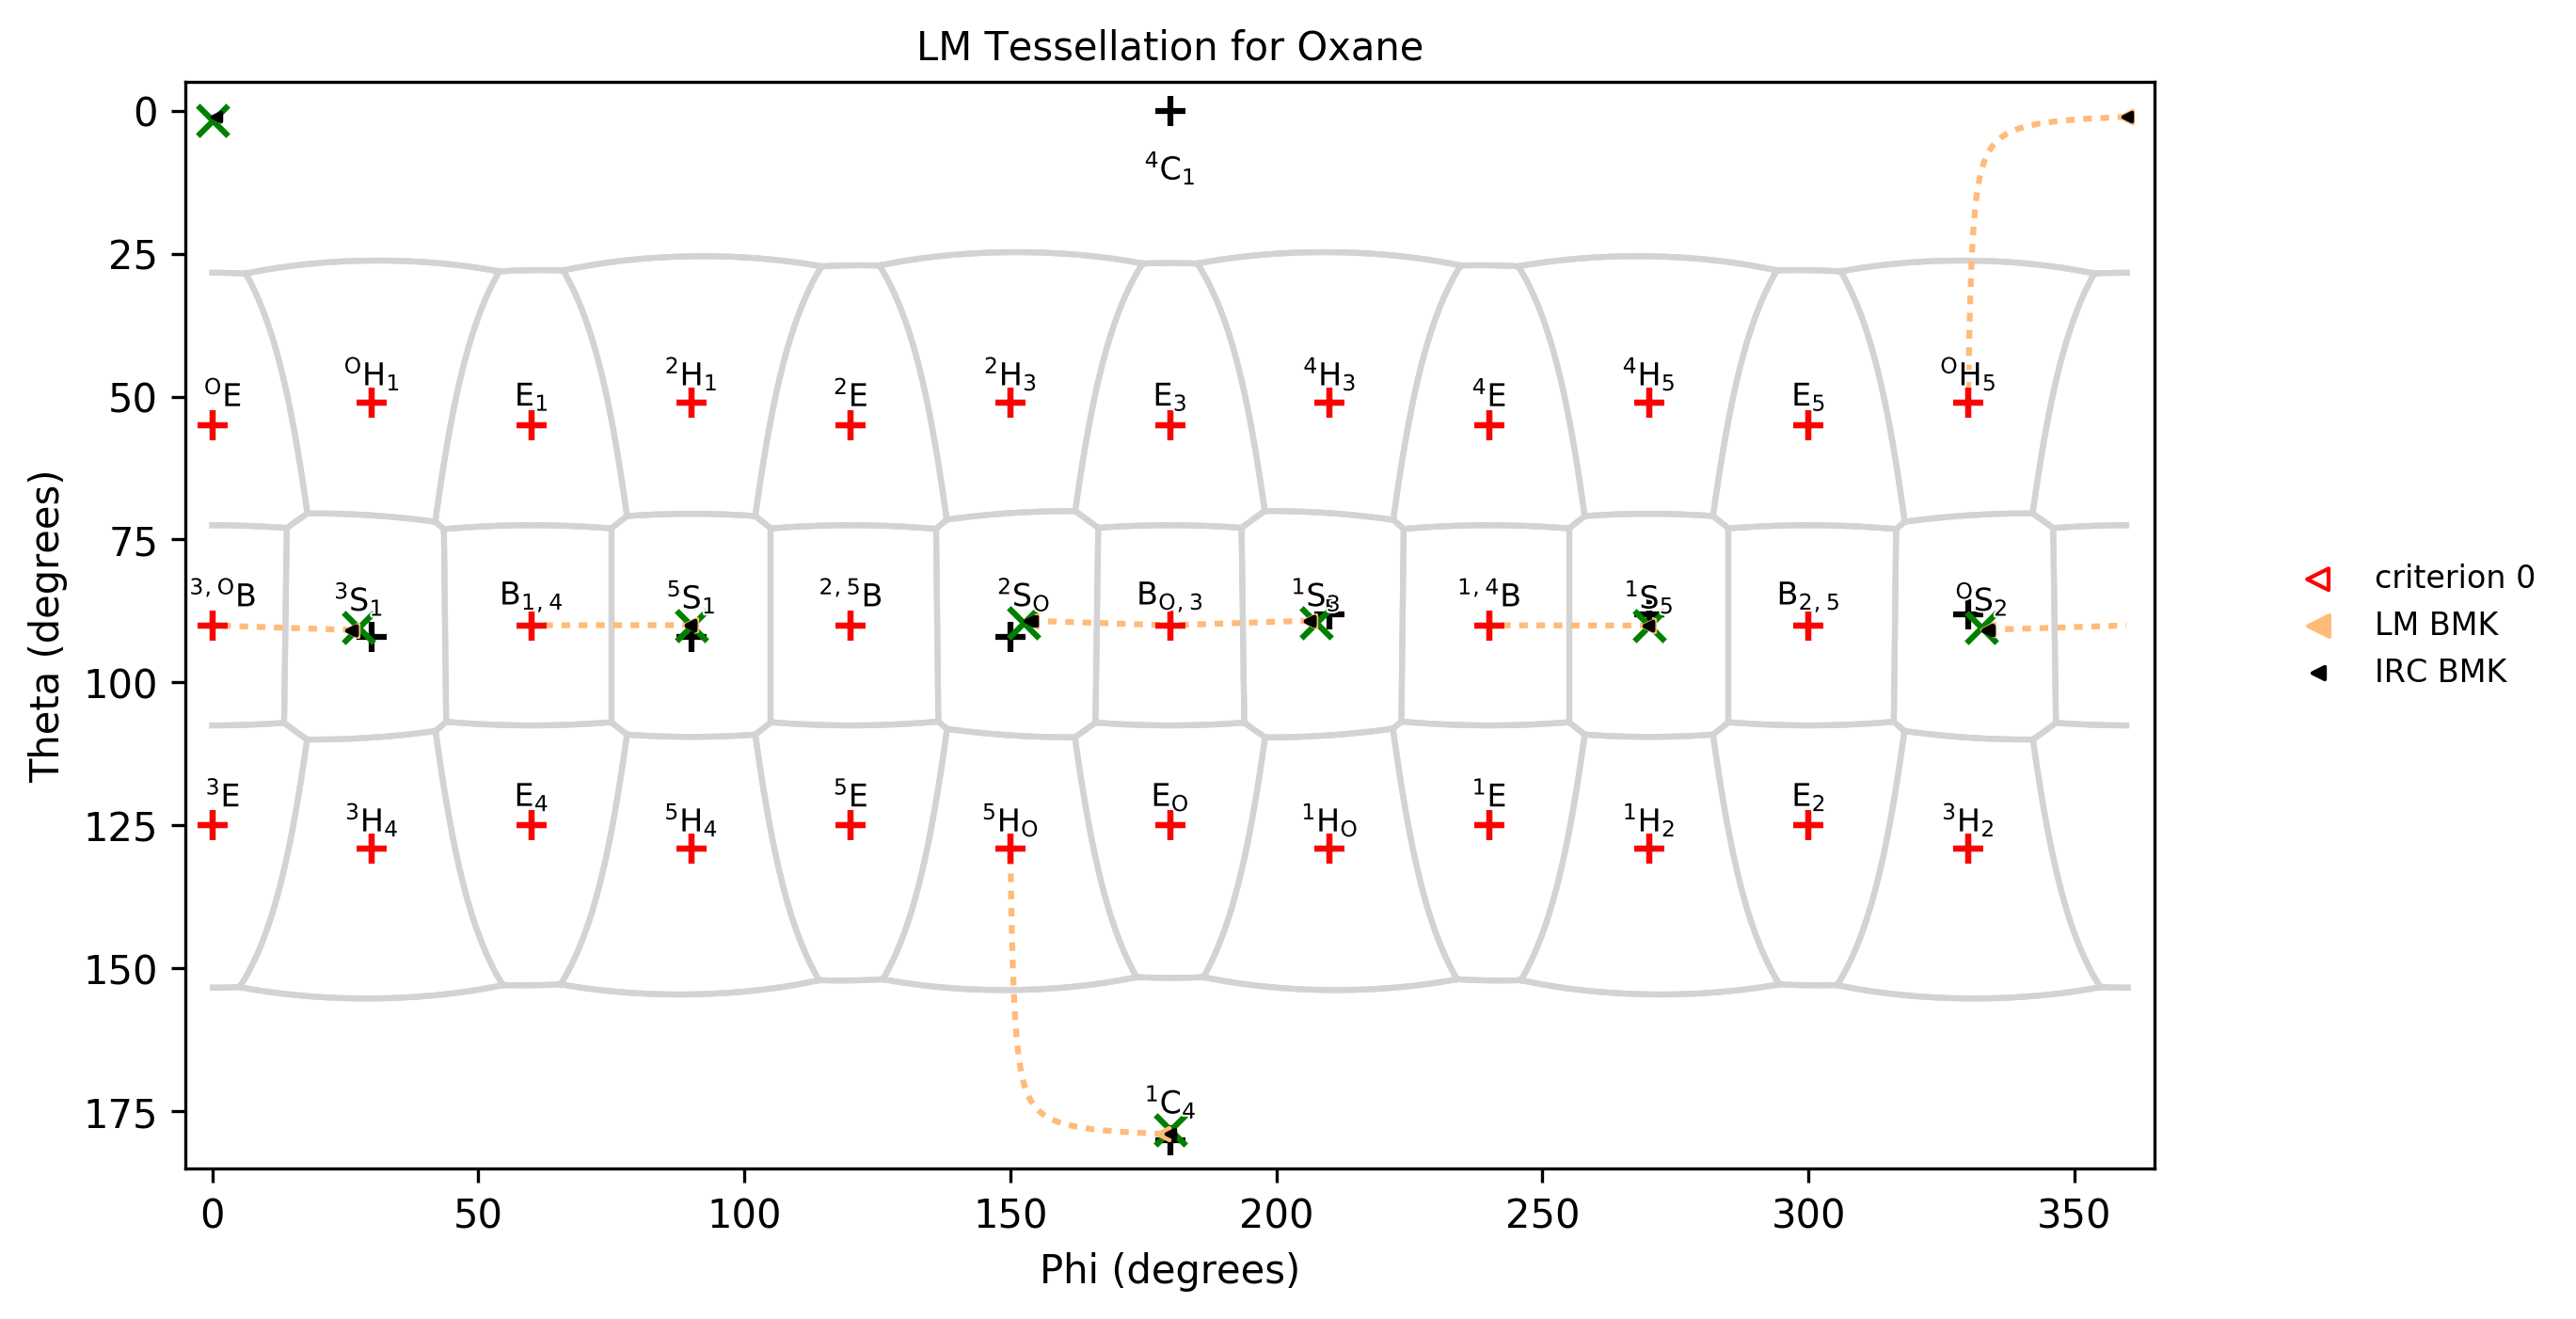 LM Tessellation for Oxane
0
⁴C₁
25
ᴼH₁ ²H₁ ²H₃ ⁴H₃ ⁴H₅ ᴼH₅
50
ᴼE E₁ ²E E₃ ⁴E E₅
75
³,ᴼB ³S₁ B₁,₄ ⁵S₁ ²,⁵B ²Sₒ Bₒ,₃ ¹S₃ ¹,⁴B ¹S₅ B₂,₅ ᴼS₂
100
³E E₄ ⁵E Eₒ ¹E E₂
125
³H₄ ⁵H₄ ⁵Hₒ ¹Hₒ ¹H₂ ³H₂
150
¹C₄
175
0 50 100 150 200 250 300 350
Phi (degrees)
Theta (degrees)
criterion 0
LM BMK
IRC BMK